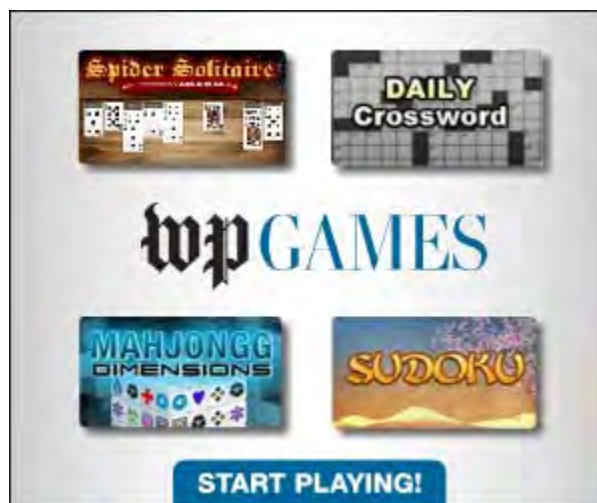 Spider Solitaire
DAILY
Crossword
wp GAMES
MAHJONGG
DIMENSIONS
SUDOKU
START PLAYING!